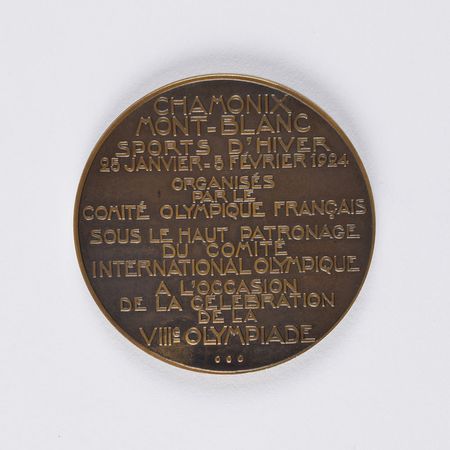 CHAMONIX
MONT-BLANC
SPORTS D'HIVER
25 JANVIER-5 FÉVRIER 1924
ORGANISÉS
PAR LE
COMITÉ OLYMPIQUE FRANÇAIS
SOUS LE HAUT PATRONAGE
DU COMITÉ
INTERNATIONAL OLYMPIQUE
A L'OCCASION
DE LA CÉLÉBRATION
DE LA
VIIIe OLYMPIADE